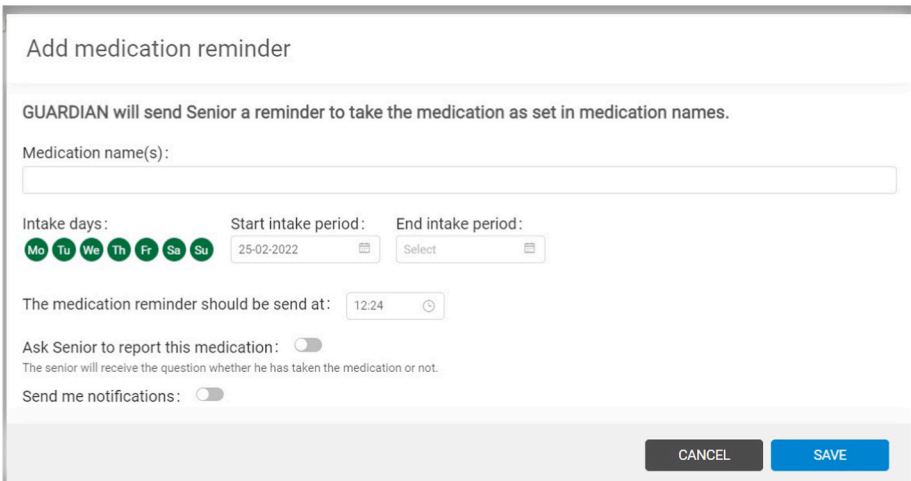 Add medication reminder
GUARDIAN will send Senior a reminder to take the medication as set in medication names.
Medication name(s):
Intake days: Start intake period: End intake period:
Mo Tu We Th Fr Sa Su 25-02-2022 Select
The medication reminder should be send at: 12:24
Ask Senior to report this medication:
The senior will receive the question whether he has taken the medication or not.
Send me notifications:
CANCEL SAVE